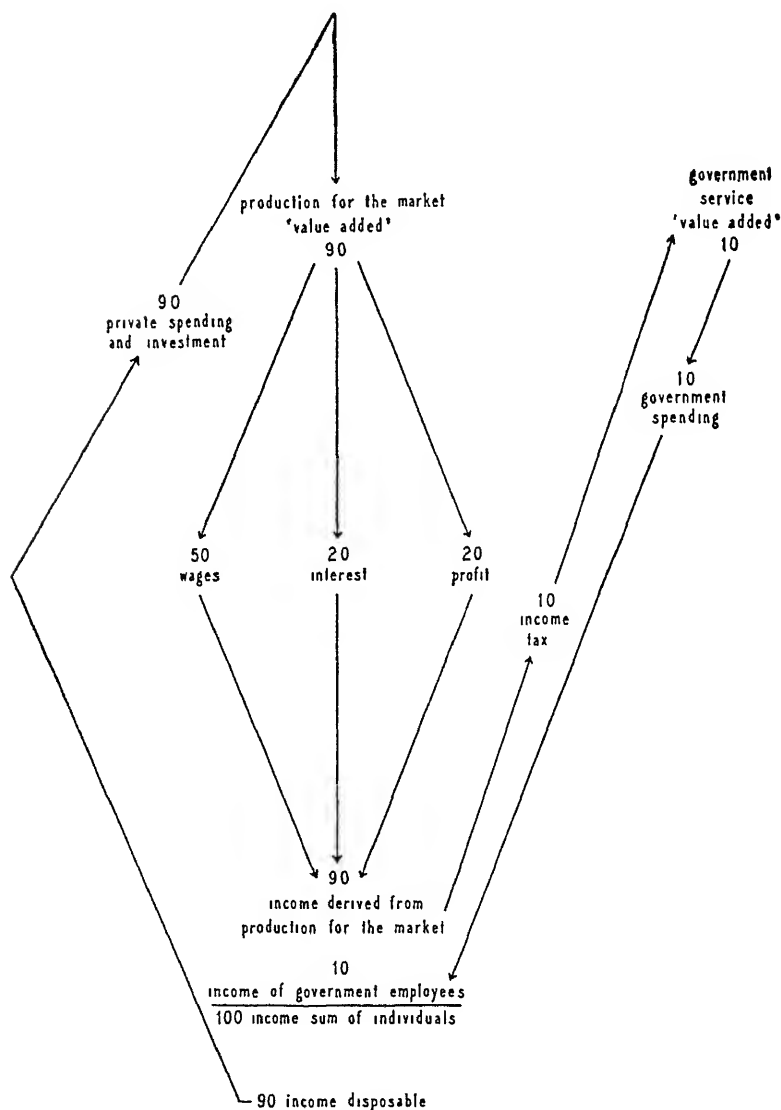 production for the market
"value added"
90
government
service
"value added"
10
90
private spending
and investment
10
government
spending
50
wages
20
interest
20
profit
10
income
tax
90
income derived from
production for the market
10
income of government employees
100 income sum of individuals
90 income disposable